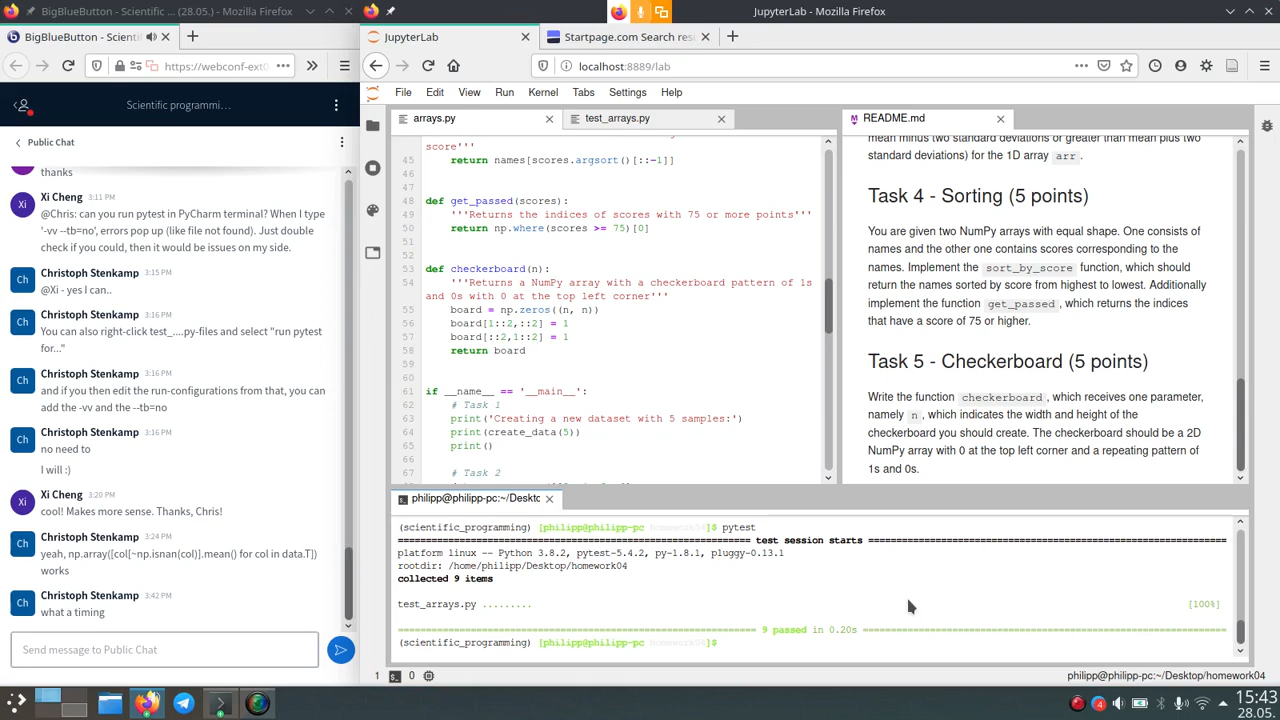 BigBlueButton - Scientific ... (28.05.) - Mozilla Firefox
JupyterLab - Mozilla Firefox
BigBlueButton - Scientif
JupyterLab
Startpage.com Search resu
https://webconf-ext0
localhost:8889/lab
Scientific programmi...
Public Chat
thanks
Xi Cheng 3:11 PM
@Chris: can you run pytest in PyCharm terminal? When I type
'-vv --tb=no', errors pop up (like file not found). Just double
check if you could, then it would be issues on my side.
Christoph Stenkamp 3:15 PM
@Xi - yes I can..
Christoph Stenkamp 3:16 PM
You can also right-click test_....py-files and select "run pytest
for..."
Christoph Stenkamp 3:16 PM
and if you then edit the run-configurations from that, you can
add the -vv and the --tb=no
Christoph Stenkamp 3:16 PM
no need to
I will :)
Xi Cheng 3:20 PM
cool! Makes more sense. Thanks, Chris!
Christoph Stenkamp 3:24 PM
yeah, np.array([col[~np.isnan(col)].mean() for col in data.T])
works
Christoph Stenkamp 3:42 PM
what a timing
Send message to Public Chat
File Edit View Run Kernel Tabs Settings Help
arrays.py
test_arrays.py
score'''
45 return names[scores.argsort()[::-1]]
46
47
48 def get_passed(scores):
49 '''Returns the indices of scores with 75 or more points'''
50 return np.where(scores >= 75)[0]
51
52
53 def checkerboard(n):
54 '''Returns a NumPy array with a checkerboard pattern of 1s
and 0s with 0 at the top left corner'''
55 board = np.zeros((n, n))
56 board[1::2,::2] = 1
57 board[::2,1::2] = 1
58 return board
59
60
61 if __name__ == '__main__':
62 # Task 1
63 print('Creating a new dataset with 5 samples:')
64 print(create_data(5))
65 print()
66
67 # Task 2
README.md
mean minus two standard deviations or greater than mean plus two
standard deviations) for the 1D array arr .
Task 4 - Sorting (5 points)
You are given two NumPy arrays with equal shape. One consists of
names and the other one contains scores corresponding to the
names. Implement the sort_by_score function, which should
return the names sorted by score from highest to lowest. Additionally
implement the function get_passed , which returns the indices
that have a score of 75 or higher.
Task 5 - Checkerboard (5 points)
Write the function checkerboard , which receives one parameter,
namely n , which indicates the width and height of the
checkerboard you should create. The checkerboard should be a 2D
NumPy array with 0 at the top left corner and a repeating pattern of
1s and 0s.
philipp@philipp-pc:~/Deskto
(scientific_programming) [philipp@philipp-pc homework04]$ pytest
test session starts
platform linux -- Python 3.8.2, pytest-5.4.2, py-1.8.1, pluggy-0.13.1
rootdir: /home/philipp/Desktop/homework04
collected 9 items
test_arrays.py ......... [100%]
9 passed in 0.20s
(scientific_programming) [philipp@philipp-pc homework04]$
1 0
philipp@philipp-pc:~/Desktop/homework04
4
15:43
28.05.